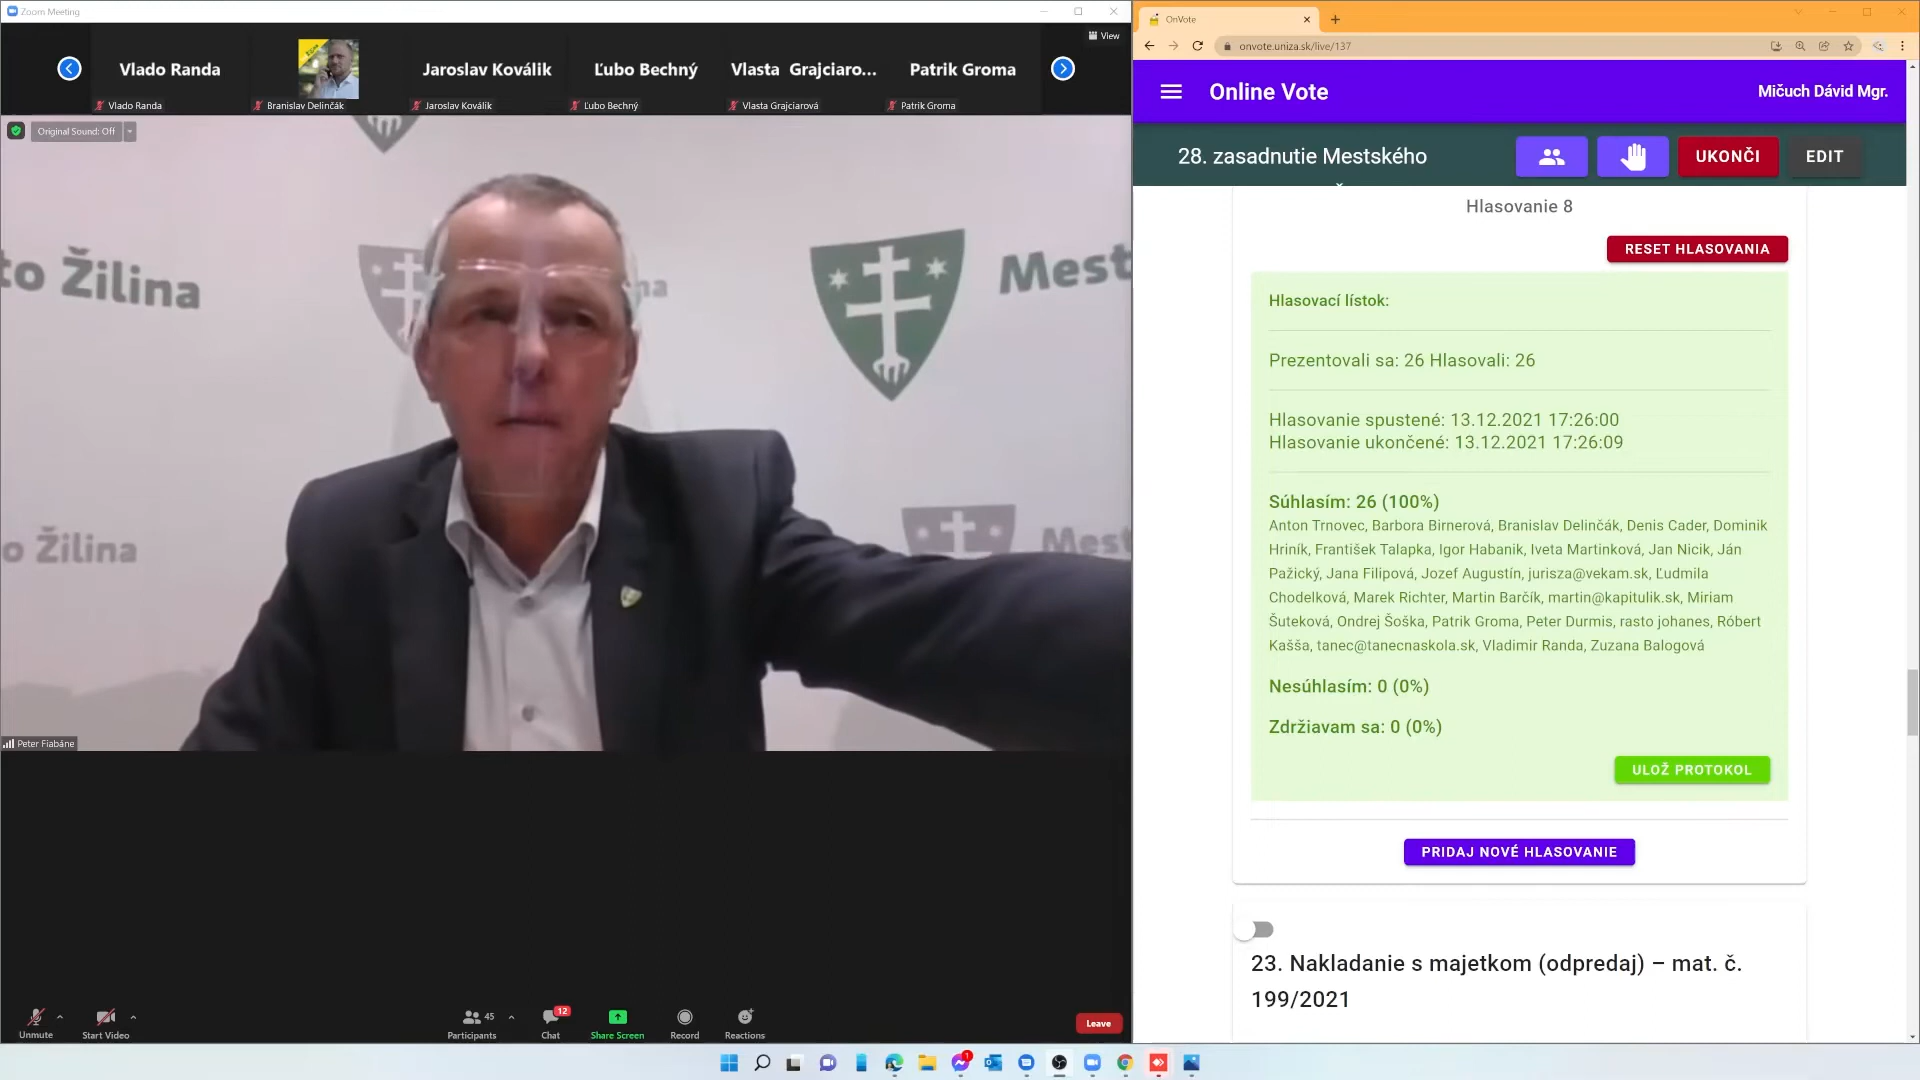 Zoom Meeting
View
Vlado Randa
Jaroslav Koválik
Ľubo Bechný
Vlasta Grajciaro...
Patrik Groma
Vlado Randa
Branislav Delinčák
Jaroslav Koválik
Ľubo Bechný
Vlasta Grajciarová
Patrik Groma
Original Sound: Off
to Žilina
Mest
o Žilina
Mest
Peter Fiabáne
Unmute
Start Video
45
Participants
12
Chat
Share Screen
Record
Reactions
Leave
OnVote
onvote.uniza.sk/live/137
Online Vote
Mičuch Dávid Mgr.
28. zasadnutie Mestského
UKONČI
EDIT
Hlasovanie 8
RESET HLASOVANIA
Hlasovací lístok:
Prezentovali sa: 26 Hlasovali: 26
Hlasovanie spustené: 13.12.2021 17:26:00
Hlasovanie ukončené: 13.12.2021 17:26:09
Súhlasím: 26 (100%)
Anton Trnovec, Barbora Birnerová, Branislav Delinčák, Denis Cader, Dominik
Hriník, František Talapka, Igor Habanik, Iveta Martinková, Jan Nicik, Ján
Pažický, Jana Filipová, Jozef Augustín, jurisza@vekam.sk, Ľudmila
Chodelková, Marek Richter, Martin Barčík, martin@kapitulik.sk, Miriam
Šuteková, Ondrej Šoška, Patrik Groma, Peter Durmis, rasto johanes, Róbert
Kašša, tanec@tanecnaskola.sk, Vladimir Randa, Zuzana Balogová
Nesúhlasím: 0 (0%)
Zdržiavam sa: 0 (0%)
ULOŽ PROTOKOL
PRIDAJ NOVÉ HLASOVANIE
23. Nakladanie s majetkom (odpredaj) – mat. č.
199/2021